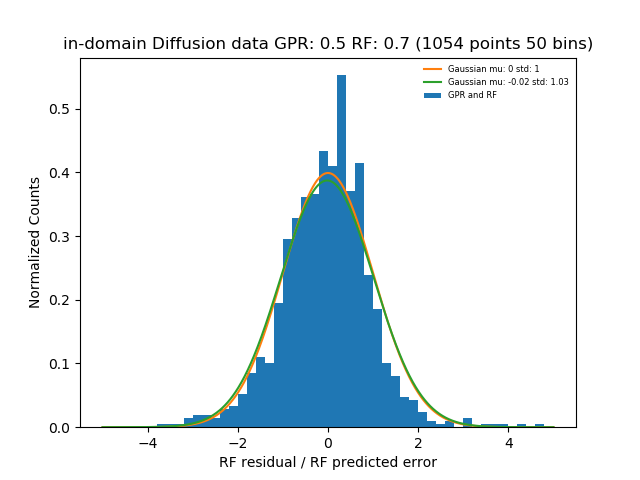 in-domain Diffusion data GPR: 0.5 RF: 0.7 (1054 points 50 bins)
Gaussian mu: 0 std: 1
Gaussian mu: -0.02 std: 1.03
GPR and RF
Normalized Counts
0.5
0.4
0.3
0.2
0.1
0.0
−4 −2 0 2 4
RF residual / RF predicted error